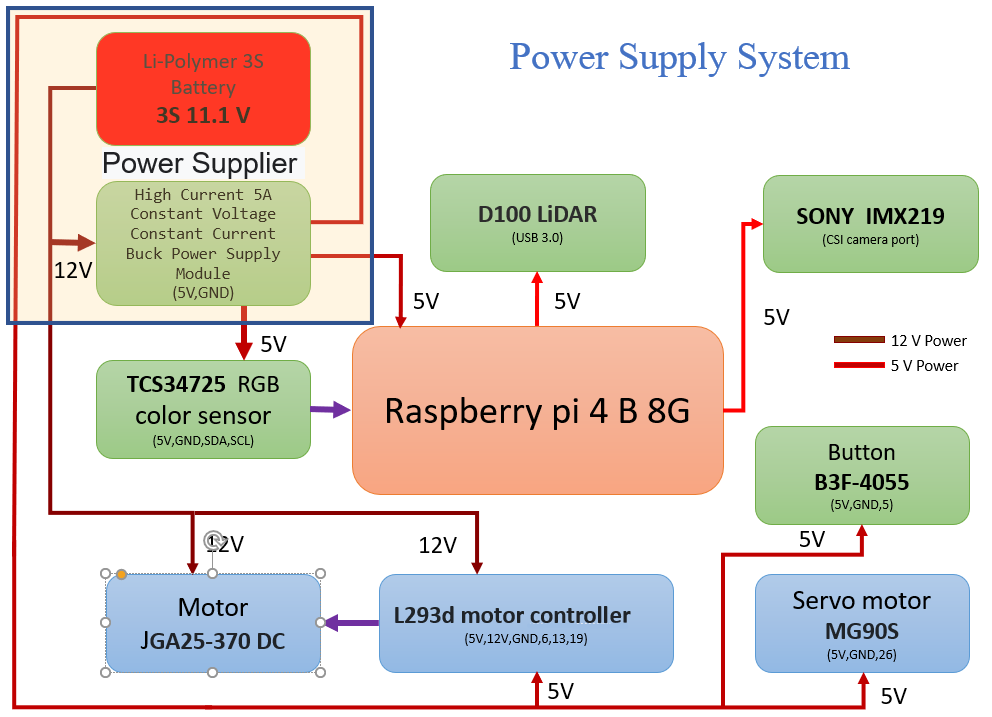 Power Supply System
Li-Polymer 3S
Battery
3S 11.1 V
Power Supplier
High Current 5A
Constant Voltage
Constant Current
Buck Power Supply
Module
(5V,GND)
12V
5V
5V
D100 LiDAR
(USB 3.0)
5V
SONY IMX219
(CSI camera port)
5V
12 V Power
5 V Power
TCS34725 RGB
color sensor
(5V,GND,SDA,SCL)
Raspberry pi 4 B 8G
Button
B3F-4055
(5V,GND,5)
5V
12V
12V
Motor
JGA25-370 DC
L293d motor controller
(5V,12V,GND,6,13,19)
5V
Servo motor
MG90S
(5V,GND,26)
5V